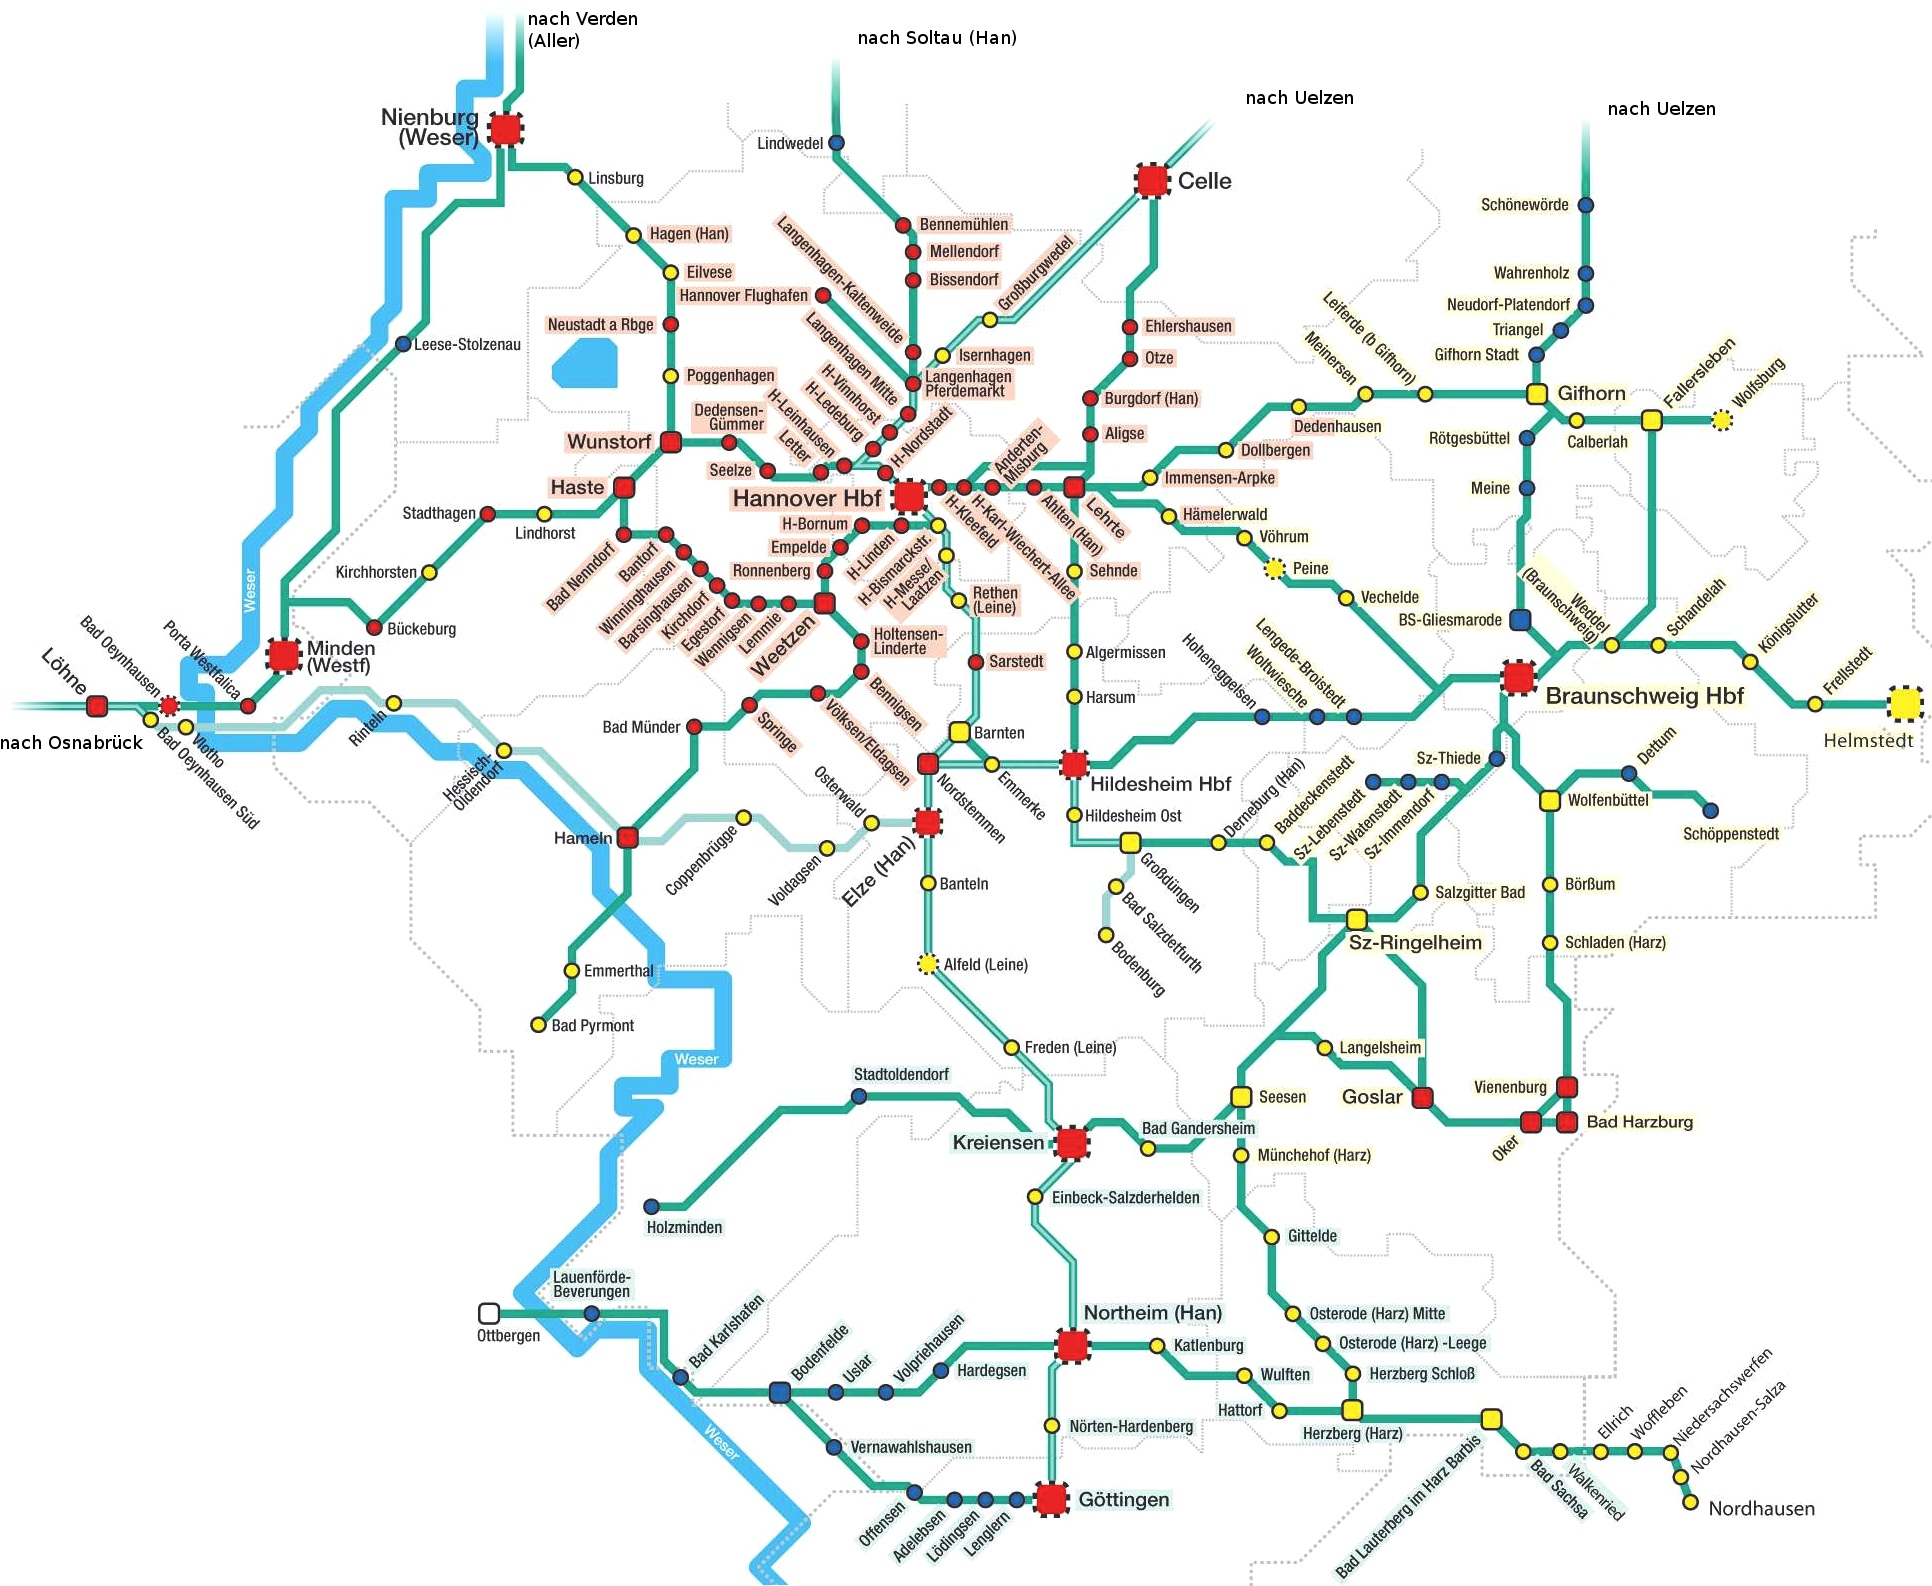 nach Verden
(Aller)
nach Soltau (Han)
nach Uelzen
nach Uelzen
Nienburg
(Weser)
Lindwedel
Linsburg
Celle
Schönewörde
Hagen (Han)
Bennemühlen
Mellendorf
Eilvese
Bissendorf
Hannover Flughafen
Langenhagen-Kaltenweide
Großburgwedel
Wahrenholz
Neudorf-Platendorf
Neustadt a Rbge
Leese-Stolzenau
Ehlershausen
Triangel
Isernhagen
Otze
Gifhorn Stadt
Poggenhagen
Langenhagen Mitte
Langenhagen
Pferdemarkt
Leiferde (b Gifhorn)
Meinersen
Gifhorn
Fallersleben
Wolfsburg
H-Vinnhorst
H-Ledeburg
H-Leinhausen
Letter
H-Nordstadt
Burgdorf (Han)
Dedensen-
Gümmer
Dedenhausen
Wunstorf
Aligse
Rötgesbüttel
Calberlah
Seelze
Anderten-
Misburg
Dollbergen
Haste
Hannover Hbf
Immensen-Arpke
Meine
Stadthagen
Lindhorst
H-Bornum
H-Kleefeld
H-Karl-Wiechert-Allee
Ahlten (Han)
Lehrte
Hämelerwald
Empelde
H-Linden
H-Bismarckstr.
H-Messe/
Laatzen
Vöhrum
Kirchhorsten
Ronnenberg
Sehnde
Peine
Bad Nenndorf
Bantorf
Winninghausen
Barsinghausen
Kirchdorf
Egestorf
Wennigsen
Lemmie
Weetzen
Rethen
(Leine)
Vechelde
BS-Gliesmarode
Weddel
(Braunschweig)
Schandelah
Königslutter
Frellstedt
Bückeburg
Weser
Holtensen-
Linderte
Minden
(Westf)
Porta Westfalica
Bad Oeynhausen
Löhne
Sarstedt
Algermissen
Hoheneggelsen
Woltwiesche
Lengede-Broistedt
Bennigsen
Harsum
Braunschweig Hbf
Helmstedt
nach Osnabrück
Bad Oeynhausen Süd
Vlotho
Rinteln
Bad Münder
Springe
Völksen/Eldagsen
Barnten
Hessisch-
Oldendorf
Nordstemmen
Emmerke
Hildesheim Hbf
Sz-Thiede
Dettum
Osterwald
Derneburg (Han)
Baddeckenstedt
Sz-Lebenstedt
Sz-Watenstedt
Sz-Immendorf
Wolfenbüttel
Hildesheim Ost
Schöppenstedt
Hameln
Coppenbrügge
Voldagsen
Elze (Han)
Großdüngen
Banteln
Bad Salzdetfurth
Bodenburg
Salzgitter Bad
Börßum
Sz-Ringelheim
Schladen (Harz)
Emmerthal
Alfeld (Leine)
Bad Pyrmont
Weser
Freden (Leine)
Langelsheim
Stadtoldendorf
Seesen
Goslar
Vienenburg
Bad Harzburg
Oker
Kreiensen
Bad Gandersheim
Münchehof (Harz)
Einbeck-Salzderhelden
Holzminden
Gittelde
Lauenförde-
Beverungen
Ottbergen
Bad Karlshafen
Bodenfelde
Uslar
Volpriehausen
Hardegsen
Northeim (Han)
Katlenburg
Osterode (Harz) Mitte
Osterode (Harz) -Leege
Wulften
Herzberg Schloß
Hattorf
Herzberg (Harz)
Nörten-Hardenberg
Weser
Vernawahlshausen
Offensen
Adelebsen
Lödingsen
Lenglern
Göttingen
Bad Lauterberg im Harz Barbis
Bad Sachsa
Walkenried
Ellrich
Woffleben
Niedersachswerfen
Nordhausen-Salza
Nordhausen